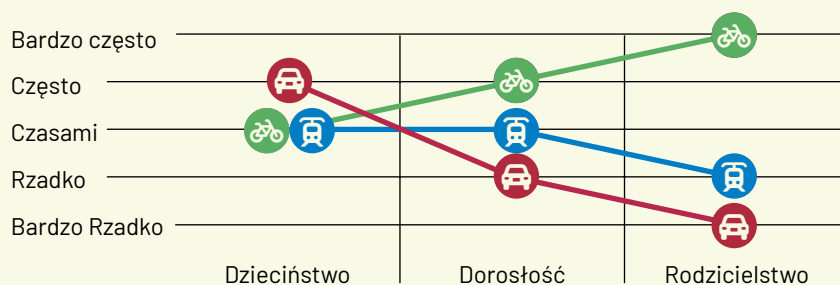 Bardzo często
Często
Czasami
Rzadko
Bardzo Rzadko
Dzieciństwo Dorosłość Rodzicielstwo